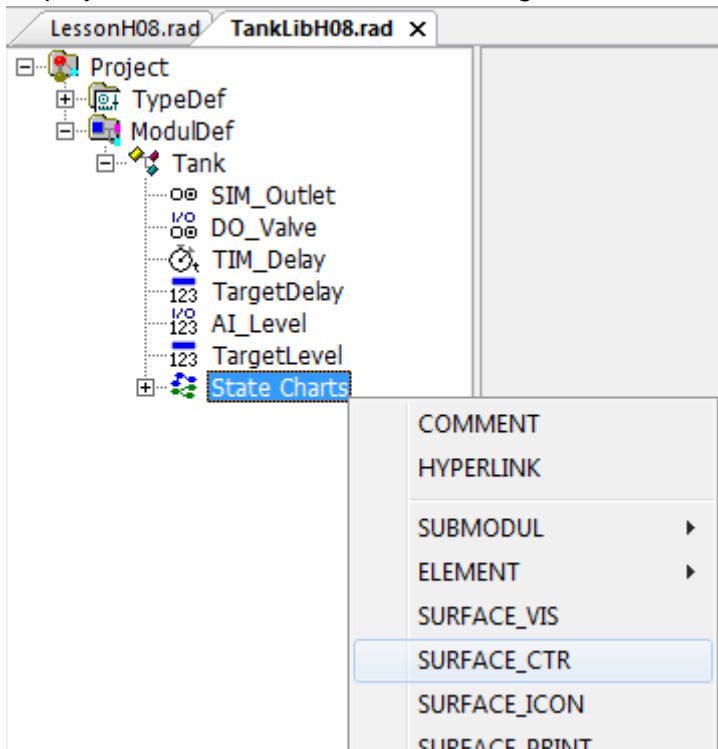 LessonH08.rad TankLibH08.rad X
Project
TypeDef
ModulDef
Tank
SIM_Outlet
I/O
DO_Valve
TIM_Delay
123 TargetDelay
I/O
123 AI_Level
123 TargetLevel
State Charts
COMMENT
HYPERLINK
SUBMODUL
ELEMENT
SURFACE_VIS
SURFACE_CTR
SURFACE_ICON
SURFACE_PRINT